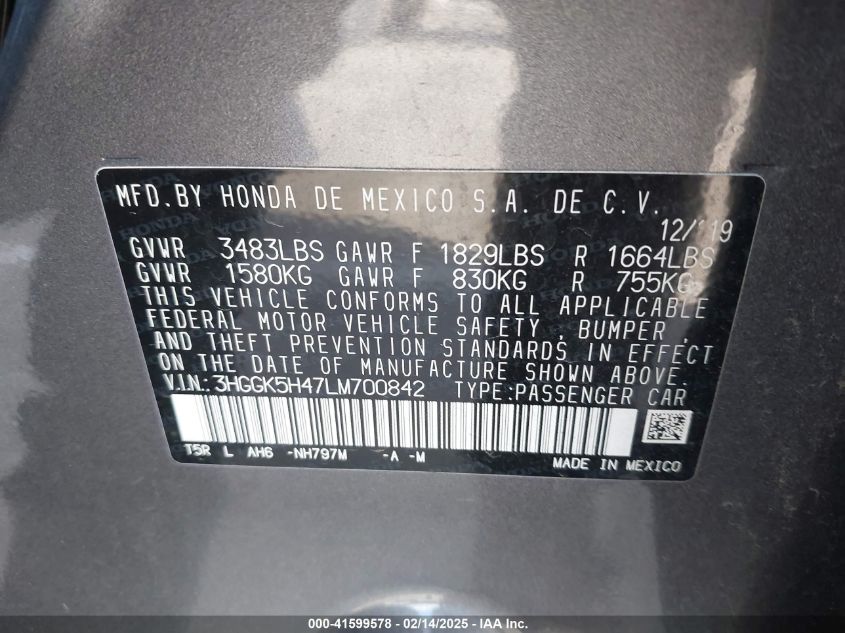 MFD.BY HONDA DE MEXICO S.A. DE C.V.
12/'19
GVWR 3483LBS GAWR F 1829LBS R 1664LBS
GVWR 1580KG GAWR F 830KG R 755KG
THIS VEHICLE CONFORMS TO ALL APPLICABLE
FEDERAL MOTOR VEHICLE SAFETY, BUMPER,
AND THEFT PREVENTION STANDARDS IN EFFECT
ON THE DATE OF MANUFACTURE SHOWN ABOVE.
V.I.N.: 3HGGK5H47LM700842 TYPE:PASSENGER CAR
T5R L AH6 -NH797M -A -M
MADE IN MEXICO
000-41599578 - 02/14/2025 - IAA Inc.